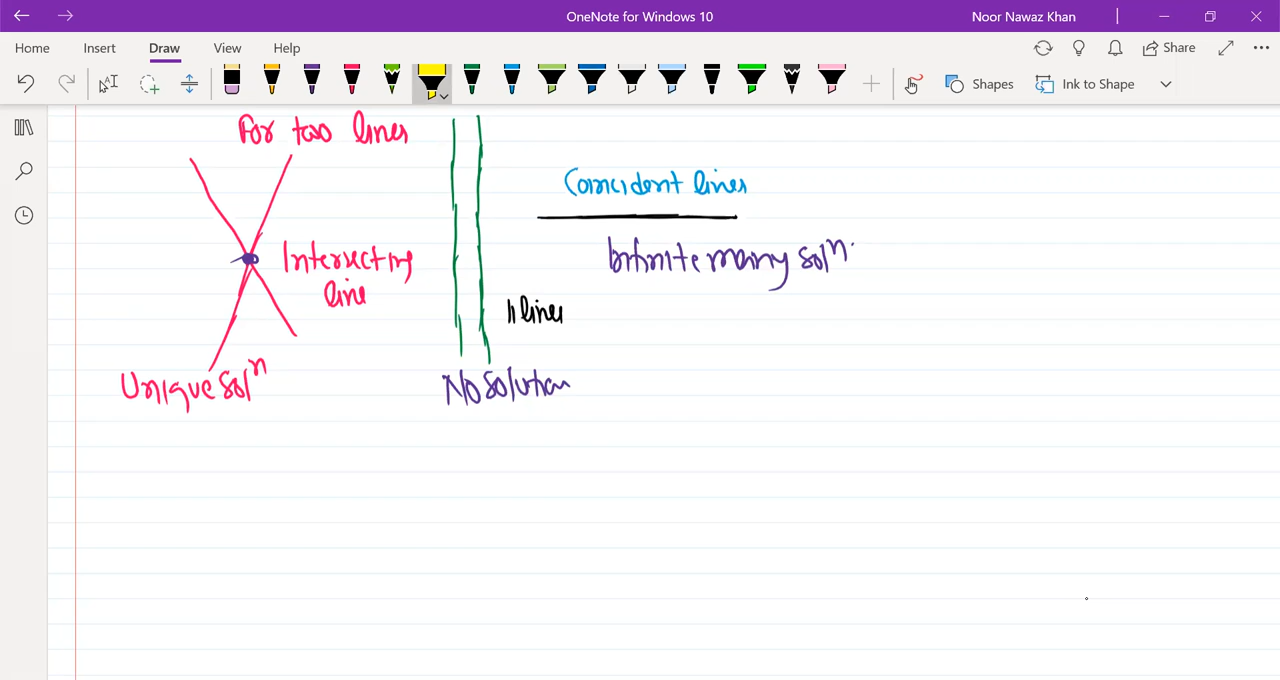 OneNote for Windows 10
Noor Nawaz Khan
Home Insert Draw View Help
Share
Shapes
Ink to Shape
For two lines
Intersecting
line
Unique Solⁿ
|| lines
No Solution
Coincident lines
Infinite many solⁿ.